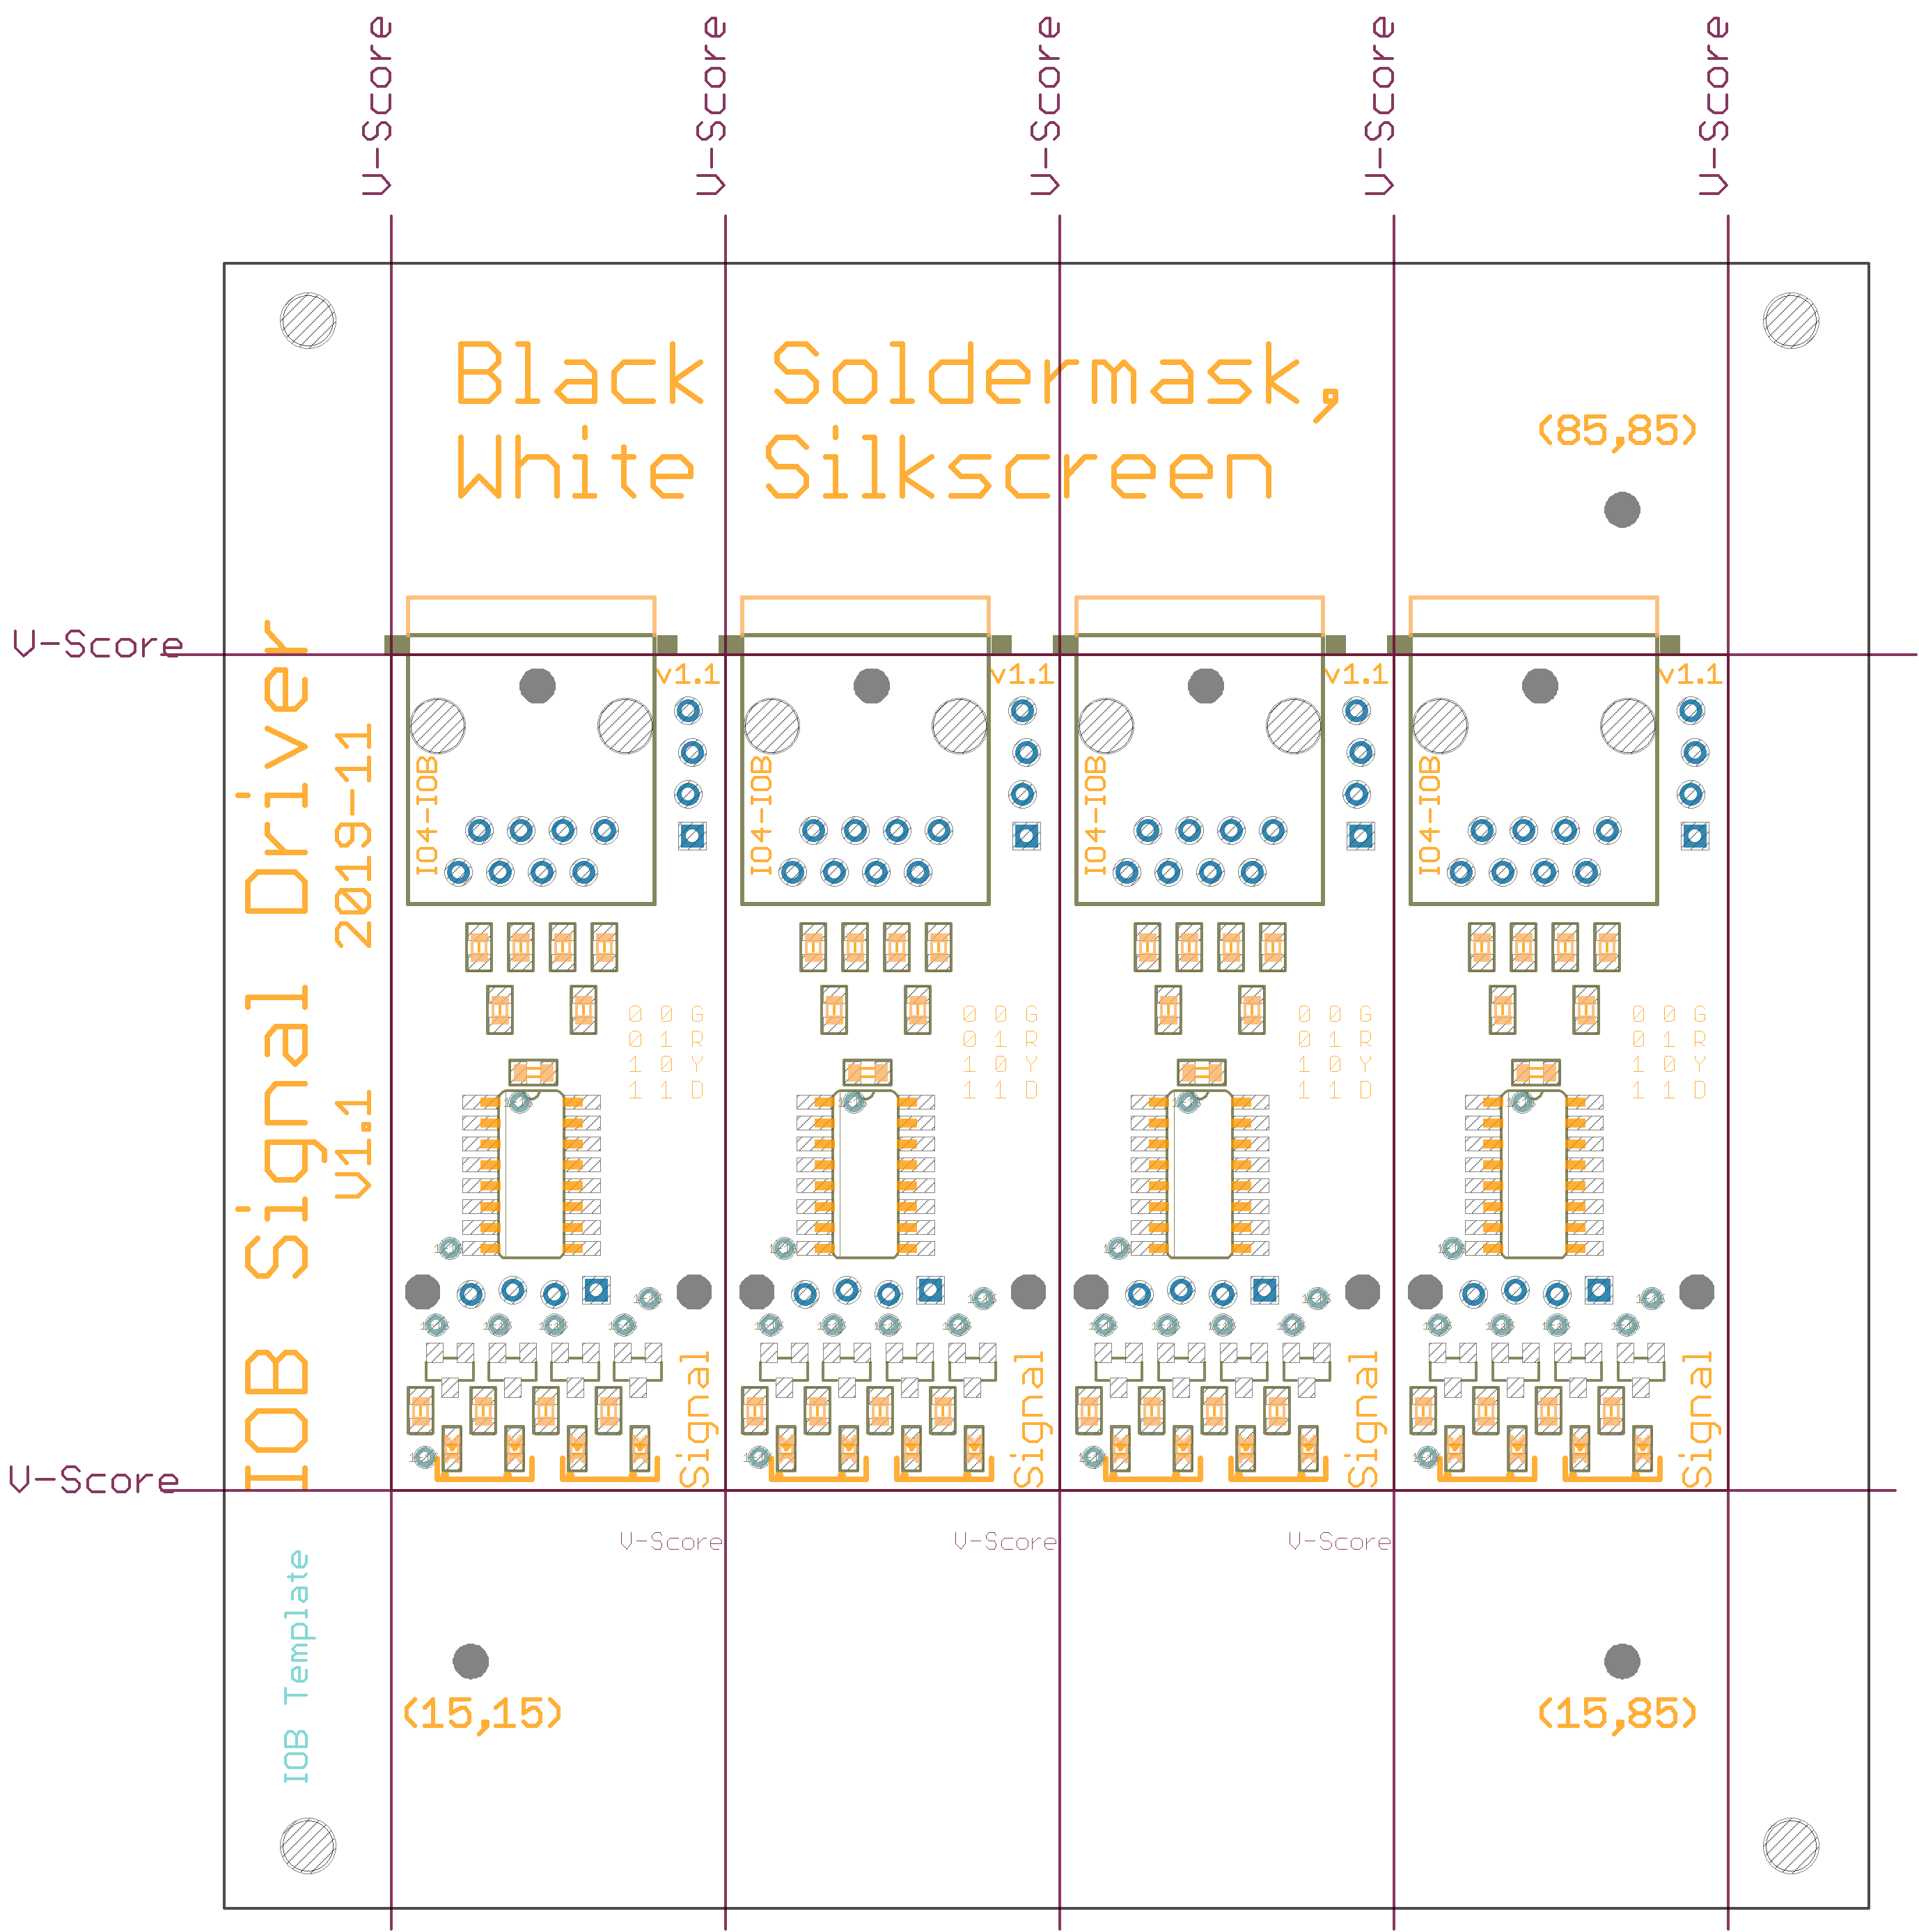 V-Score
V-Score
V-Score
V-Score
V-Score
Black Soldermask,
White Silkscreen
(85,85)
V-Score
IOB Signal Driver
v1.1 2019-11
v1.1
v1.1
v1.1
v1.1
IO4-IOB
IO4-IOB
IO4-IOB
IO4-IOB
0 0 G
0 1 R
1 0 Y
1 1 D
0 0 G
0 1 R
1 0 Y
1 1 D
0 0 G
0 1 R
1 0 Y
1 1 D
0 0 G
0 1 R
1 0 Y
1 1 D
Signal
Signal
Signal
Signal
V-Score
V-Score
V-Score
V-Score
IOB Template
(15,15)
(15,85)